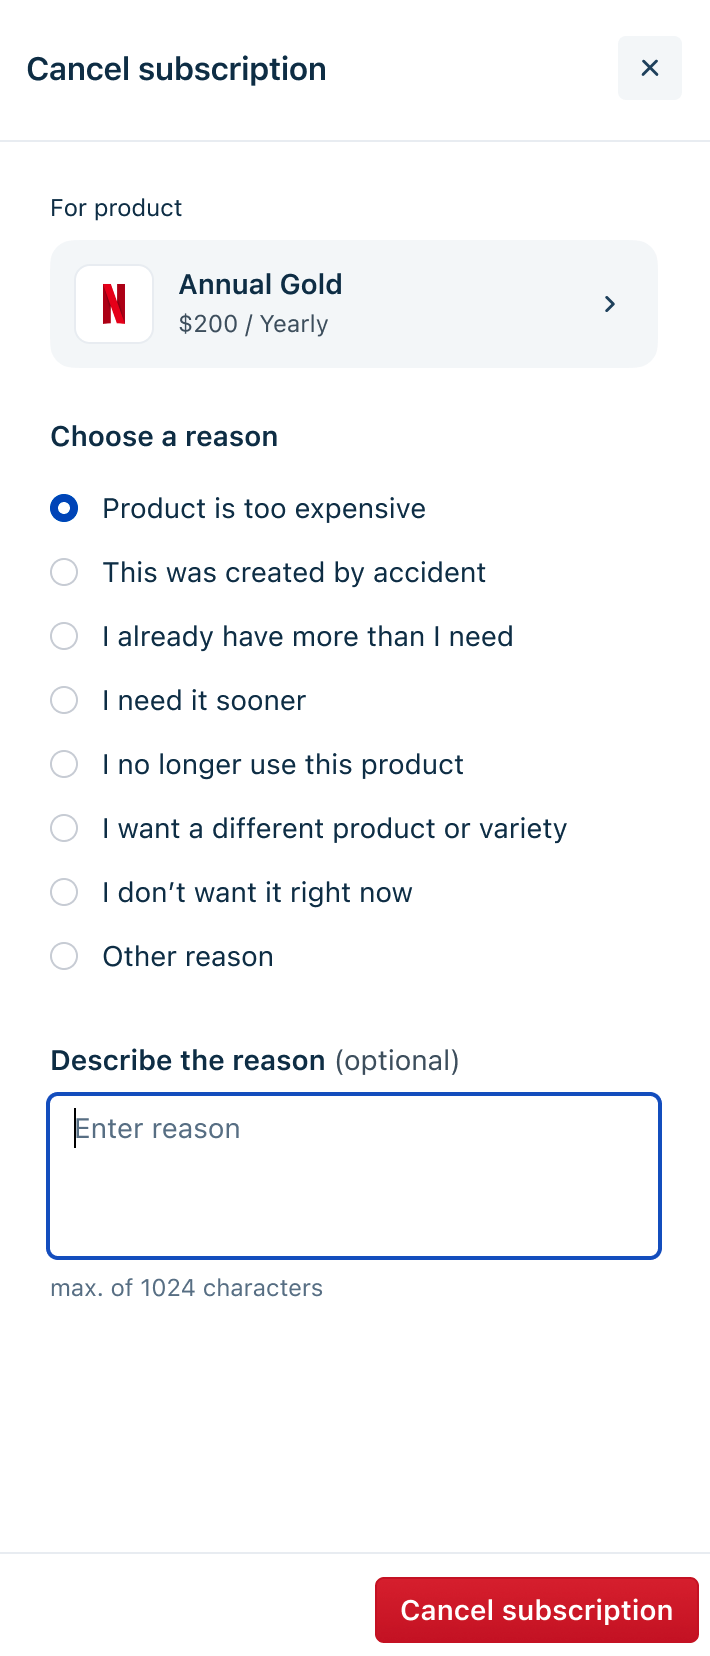 Cancel subscription
For product
N
Annual Gold
$200 / Yearly
Choose a reason
Product is too expensive
This was created by accident
I already have more than I need
I need it sooner
I no longer use this product
I want a different product or variety
I don’t want it right now
Other reason
Describe the reason (optional)
Enter reason
max. of 1024 characters
Cancel subscription